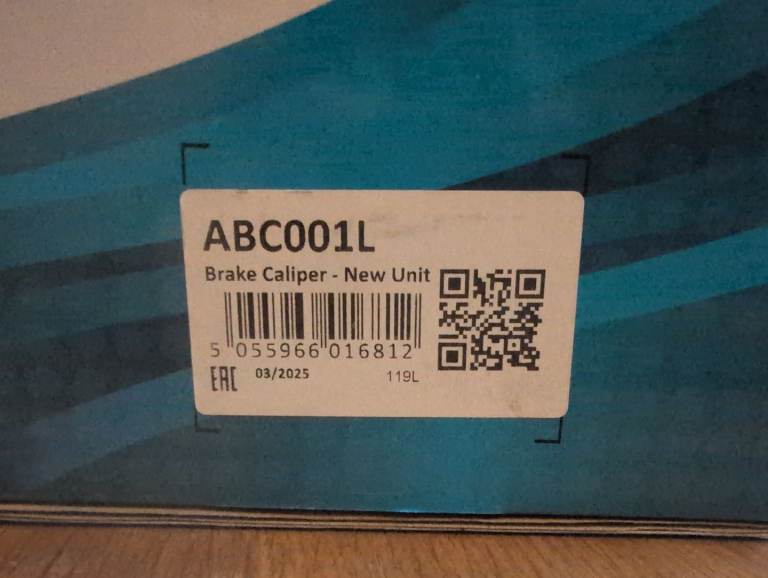 ABC001L
Brake Caliper - New Unit
5 055966 016812
EAC 03/2025 119L